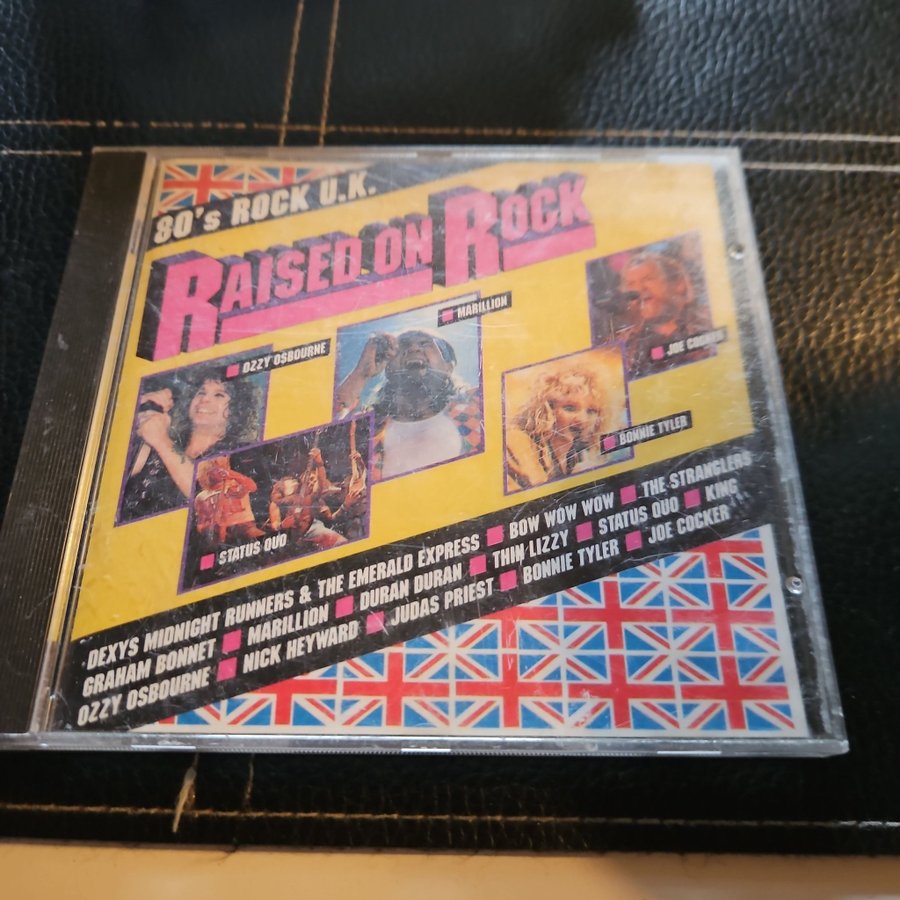 80's ROCK U.K.
RAISED ON ROCK
MARILLION
OZZY OSBOURNE
JOE COCKER
BONNIE TYLER
STATUS QUO
DEXYS MIDNIGHT RUNNERS & THE EMERALD EXPRESS BOW WOW WOW THE STRANGLERS
GRAHAM BONNET MARILLION DURAN DURAN THIN LIZZY STATUS QUO KING
OZZY OSBOURNE NICK HEYWARD JUDAS PRIEST BONNIE TYLER JOE COCKER